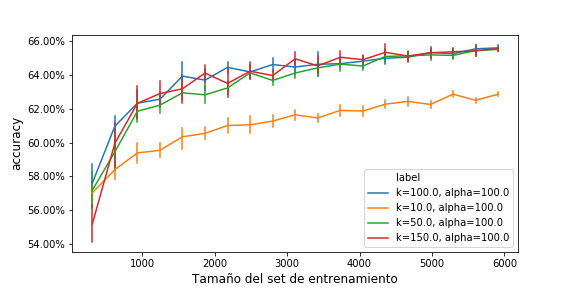 66.00%
64.00%
62.00%
60.00%
58.00%
56.00%
54.00%
accuracy
1000
2000
3000
4000
5000
6000
Tamaño del set de entrenamiento
label
k=100.0, alpha=100.0
k=10.0, alpha=100.0
k=50.0, alpha=100.0
k=150.0, alpha=100.0